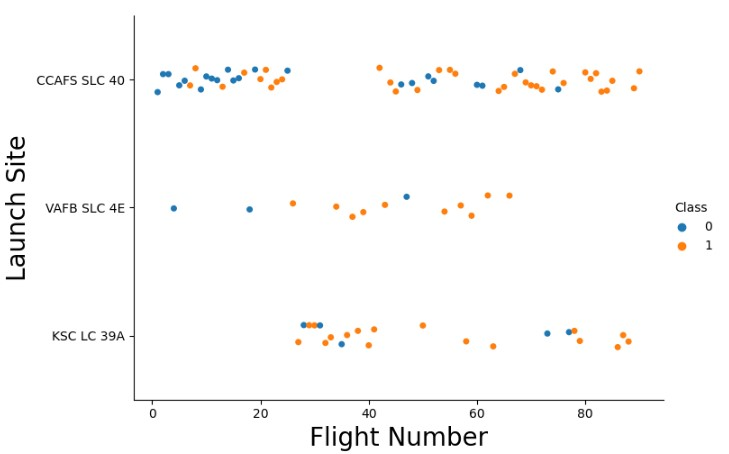 CCAFS SLC 40
VAFB SLC 4E
KSC LC 39A
Launch Site
0 20 40 60 80
Flight Number
Class
0
1